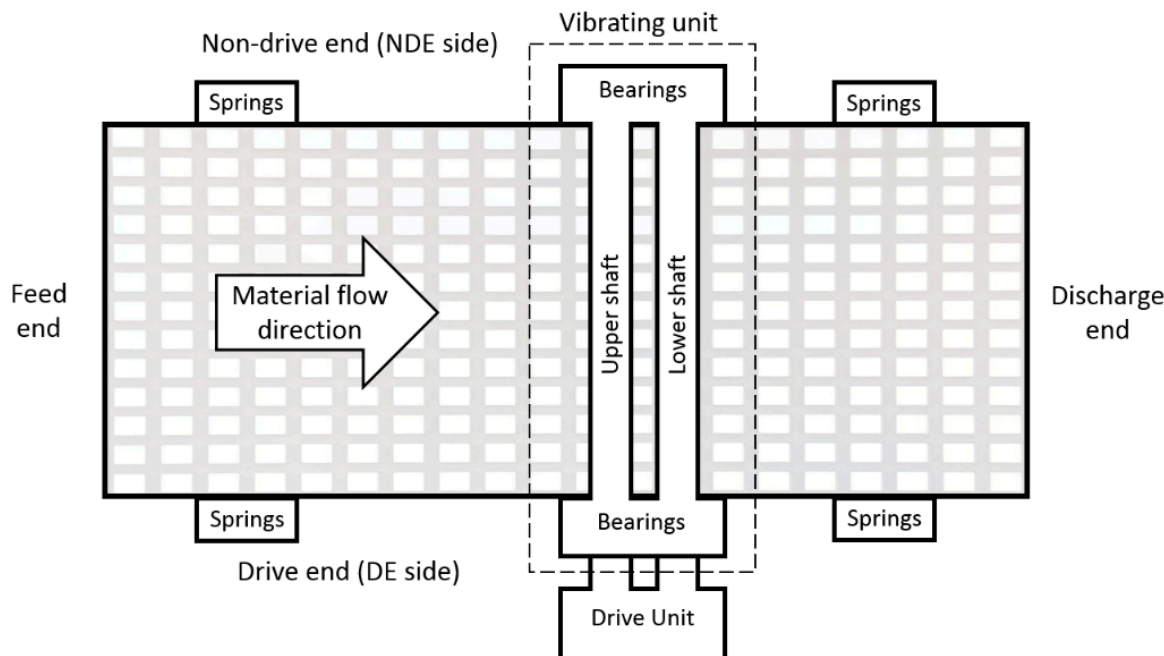 Non-drive end (NDE side)
Vibrating unit
Springs
Bearings
Springs
Feed
end
Material flow
direction
Upper shaft
Lower shaft
Discharge
end
Springs
Bearings
Springs
Drive end (DE side)
Drive Unit